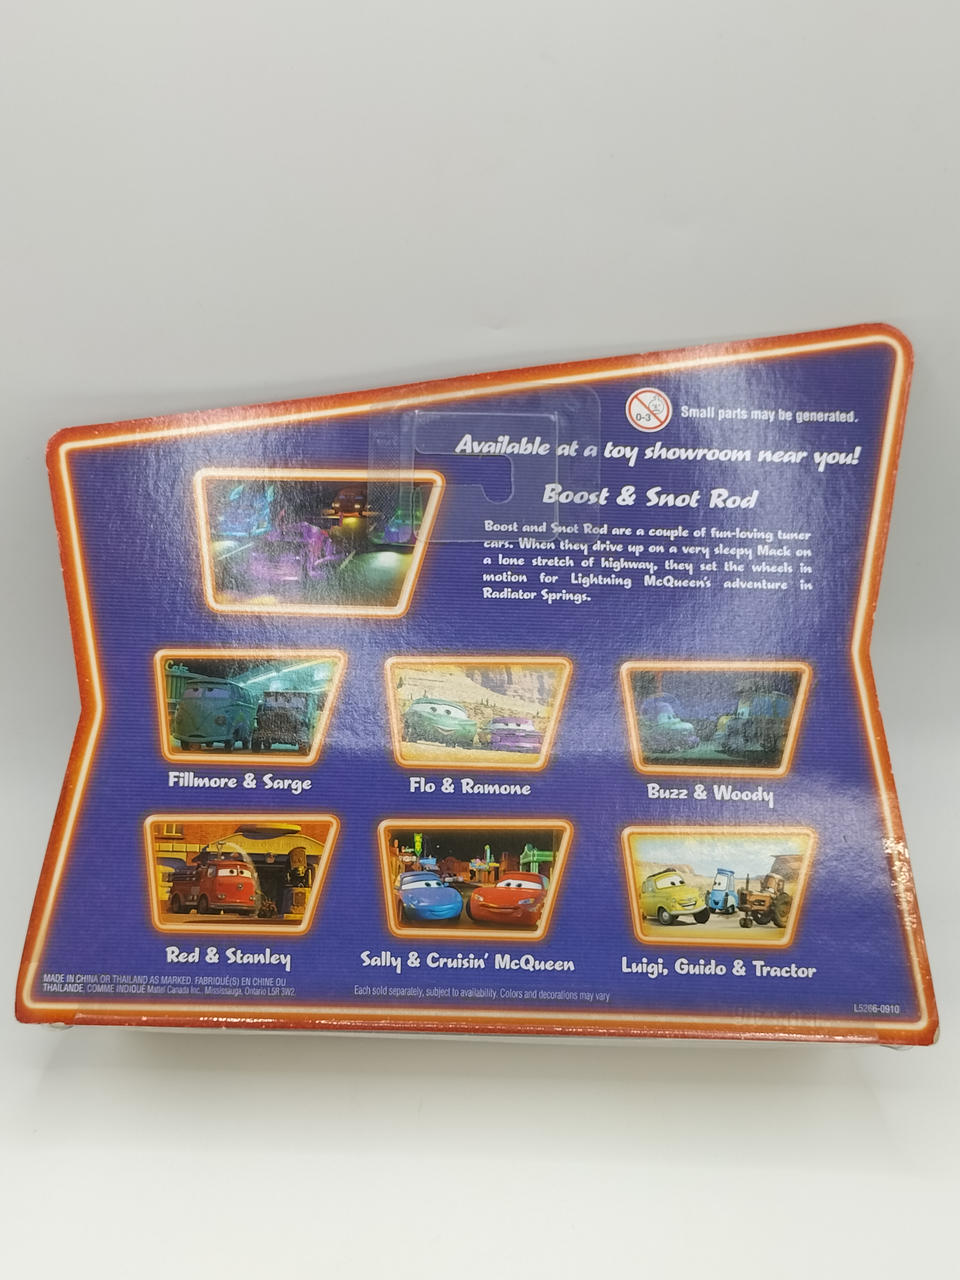 0-3
Small parts may be generated.
Available at a toy showroom near you!
Boost & Snot Rod
Boost and Snot Rod are a couple of fun-loving tuner
cars. When they drive up on a very sleepy Mack on
a lone stretch of highway, they set the wheels in
motion for Lightning McQueen's adventure in
Radiator Springs.
Fillmore & Sarge
Flo & Ramone
Buzz & Woody
Red & Stanley
Sally & Cruisin' McQueen
Luigi, Guido & Tractor
MADE IN CHINA OR THAILAND AS MARKED. FABRIQUÉ(S) EN CHINE OU
THAÏLANDE, COMME INDIQUÉ Mattel Canada Inc., Mississauga, Ontario L5R 3W2.
Each sold separately, subject to availability. Colors and decorations may vary
L5266-0910